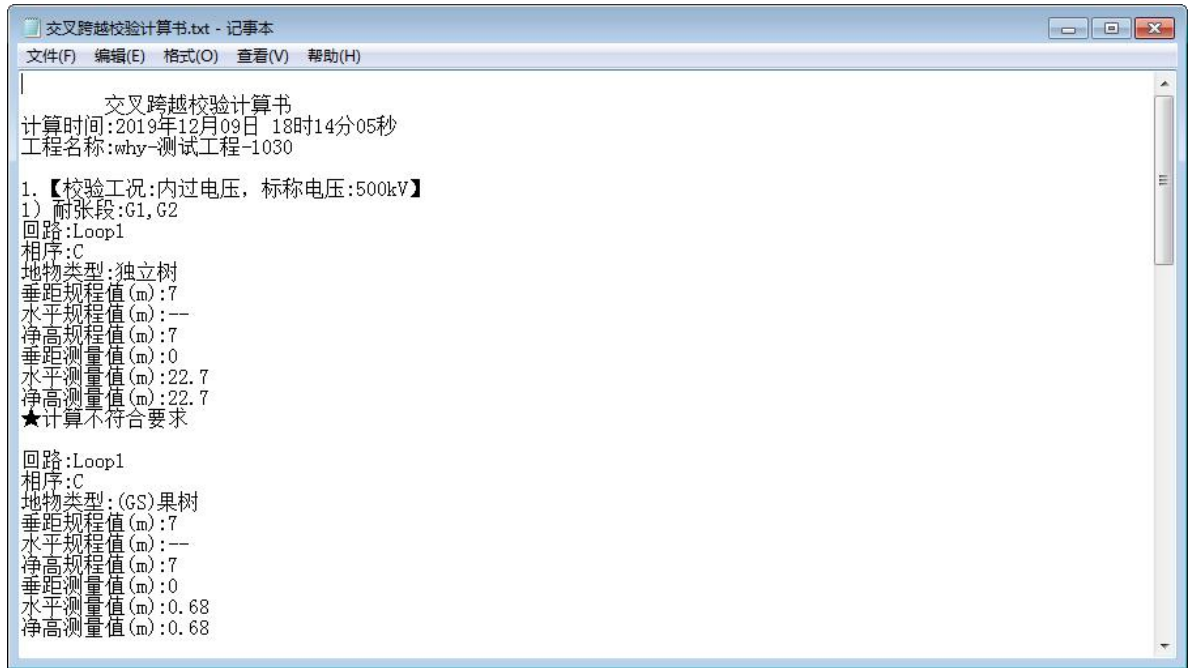 交叉跨越校验计算书.txt - 记事本
文件(F) 编辑(E) 格式(O) 查看(V) 帮助(H)
交叉跨越校验计算书
计算时间:2019年12月09日 18时14分05秒
工程名称:why-测试工程-1030
1.【校验工况:内过电压, 标称电压:500kV】
1) 耐张段:G1,G2
回路:Loop1
相序:C
地物类型:独立树
垂距规程值(m):7
水平规程值(m):--
净高规程值(m):7
垂距测量值(m):0
水平测量值(m):22.7
净高测量值(m):22.7
★计算不符合要求
回路:Loop1
相序:C
地物类型:(GS)果树
垂距规程值(m):7
水平规程值(m):--
净高规程值(m):7
垂距测量值(m):0
水平测量值(m):0.68
净高测量值(m):0.68